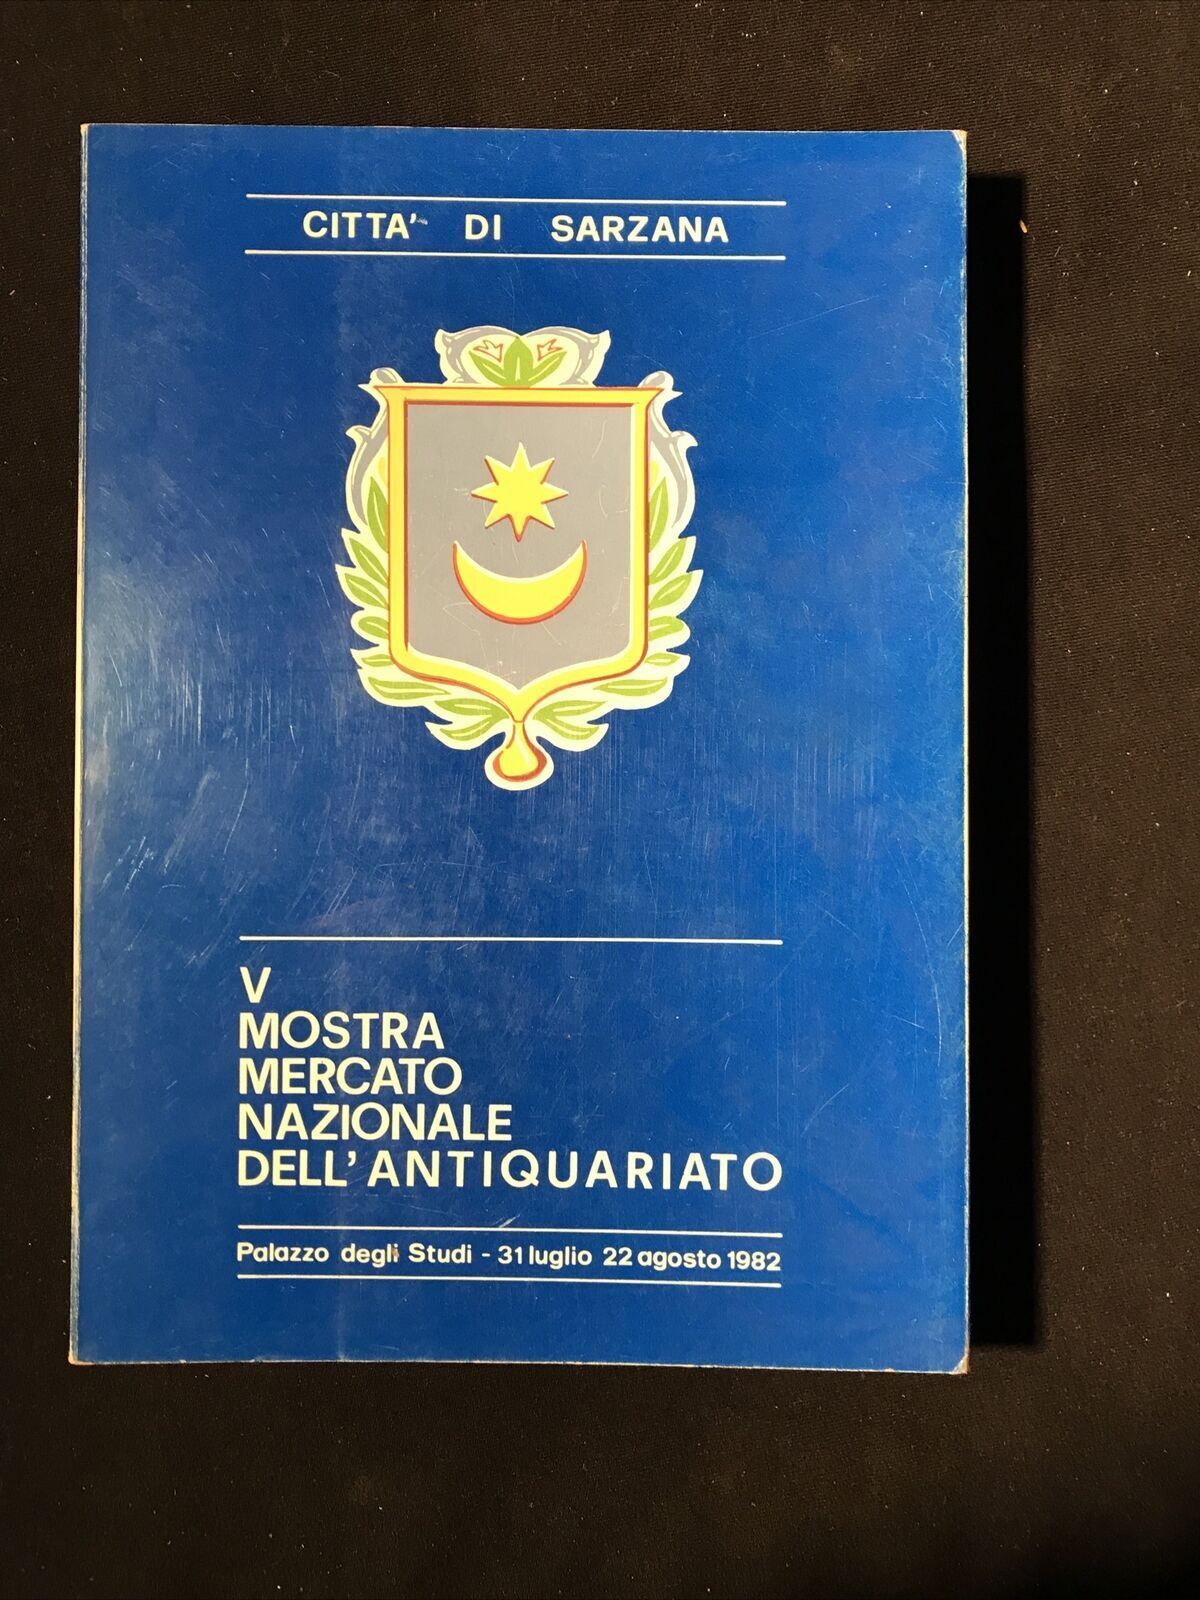 CITTA' DI SARZANA
V
MOSTRA
MERCATO
NAZIONALE
DELL'ANTIQUARIATO
Palazzo degli Studi - 31 luglio 22 agosto 1982